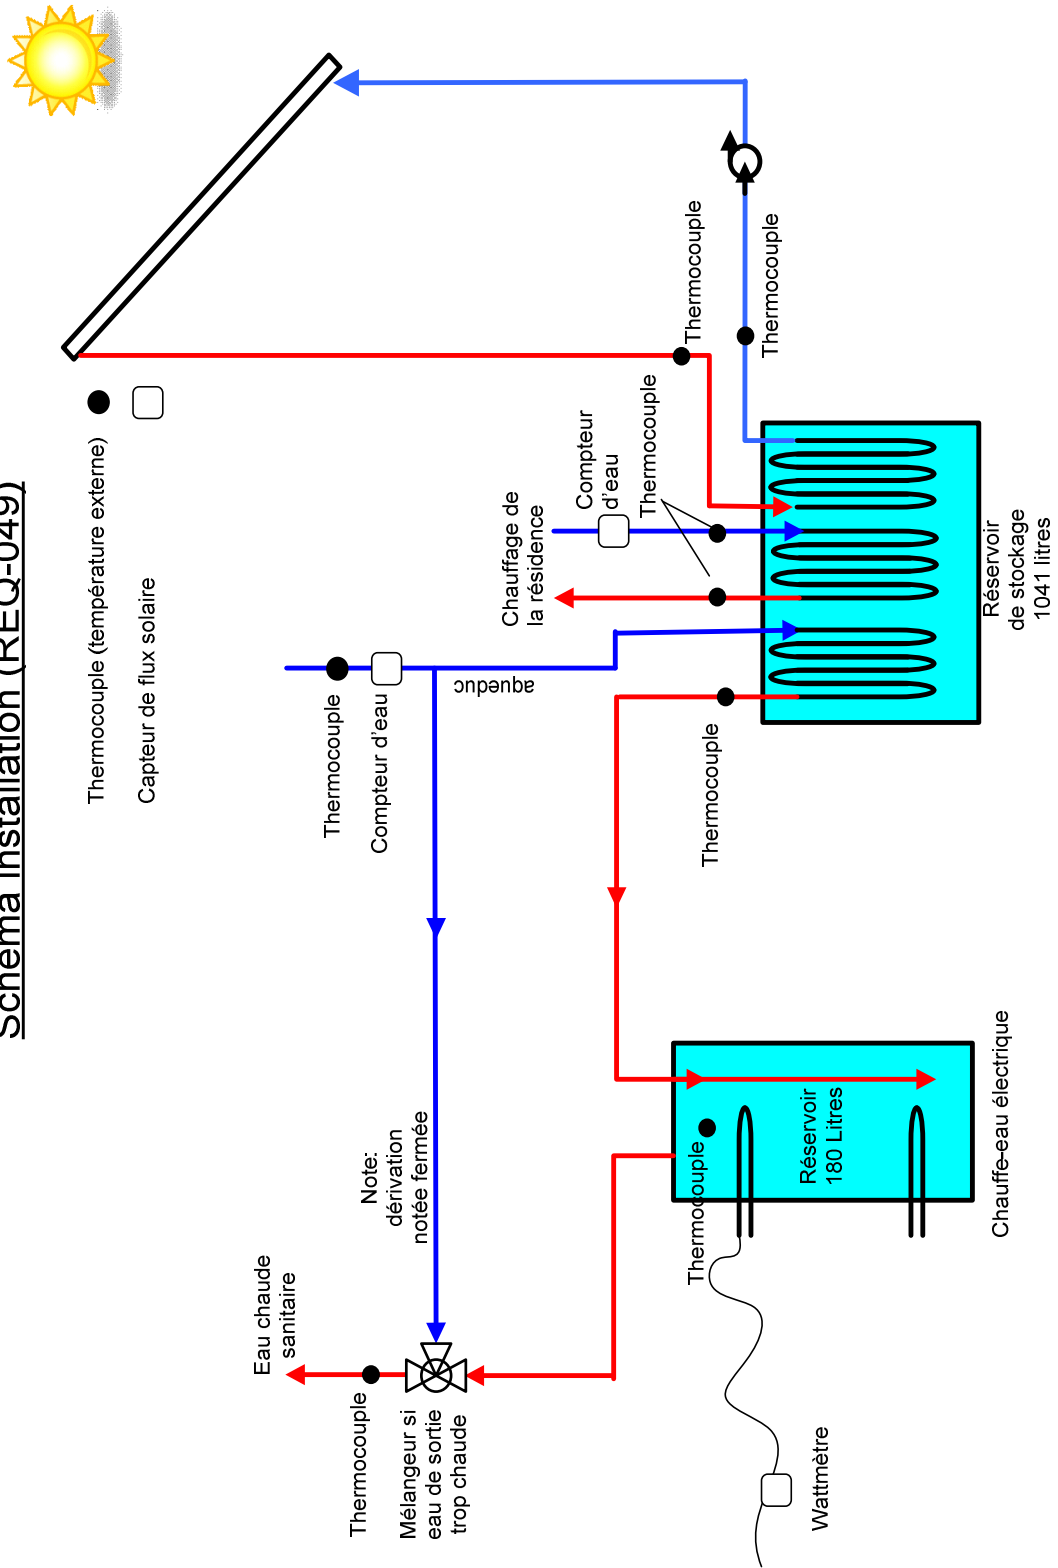 Schéma installation (REQ-049)
Thermocouple (température externe)
Capteur de flux solaire
Eau chaude
sanitaire
Thermocouple
Mélangeur si
eau de sortie
trop chaude
Note:
dérivation
notée fermée
Thermocouple
Compteur d'eau
aqueduc
Chauffage de
la résidence
Compteur
d'eau
Thermocouple
Thermocouple
Thermocouple
Thermocouple
Thermocouple
Réservoir
180 Litres
Wattmètre
Chauffe-eau électrique
Réservoir
de stockage
1041 litres